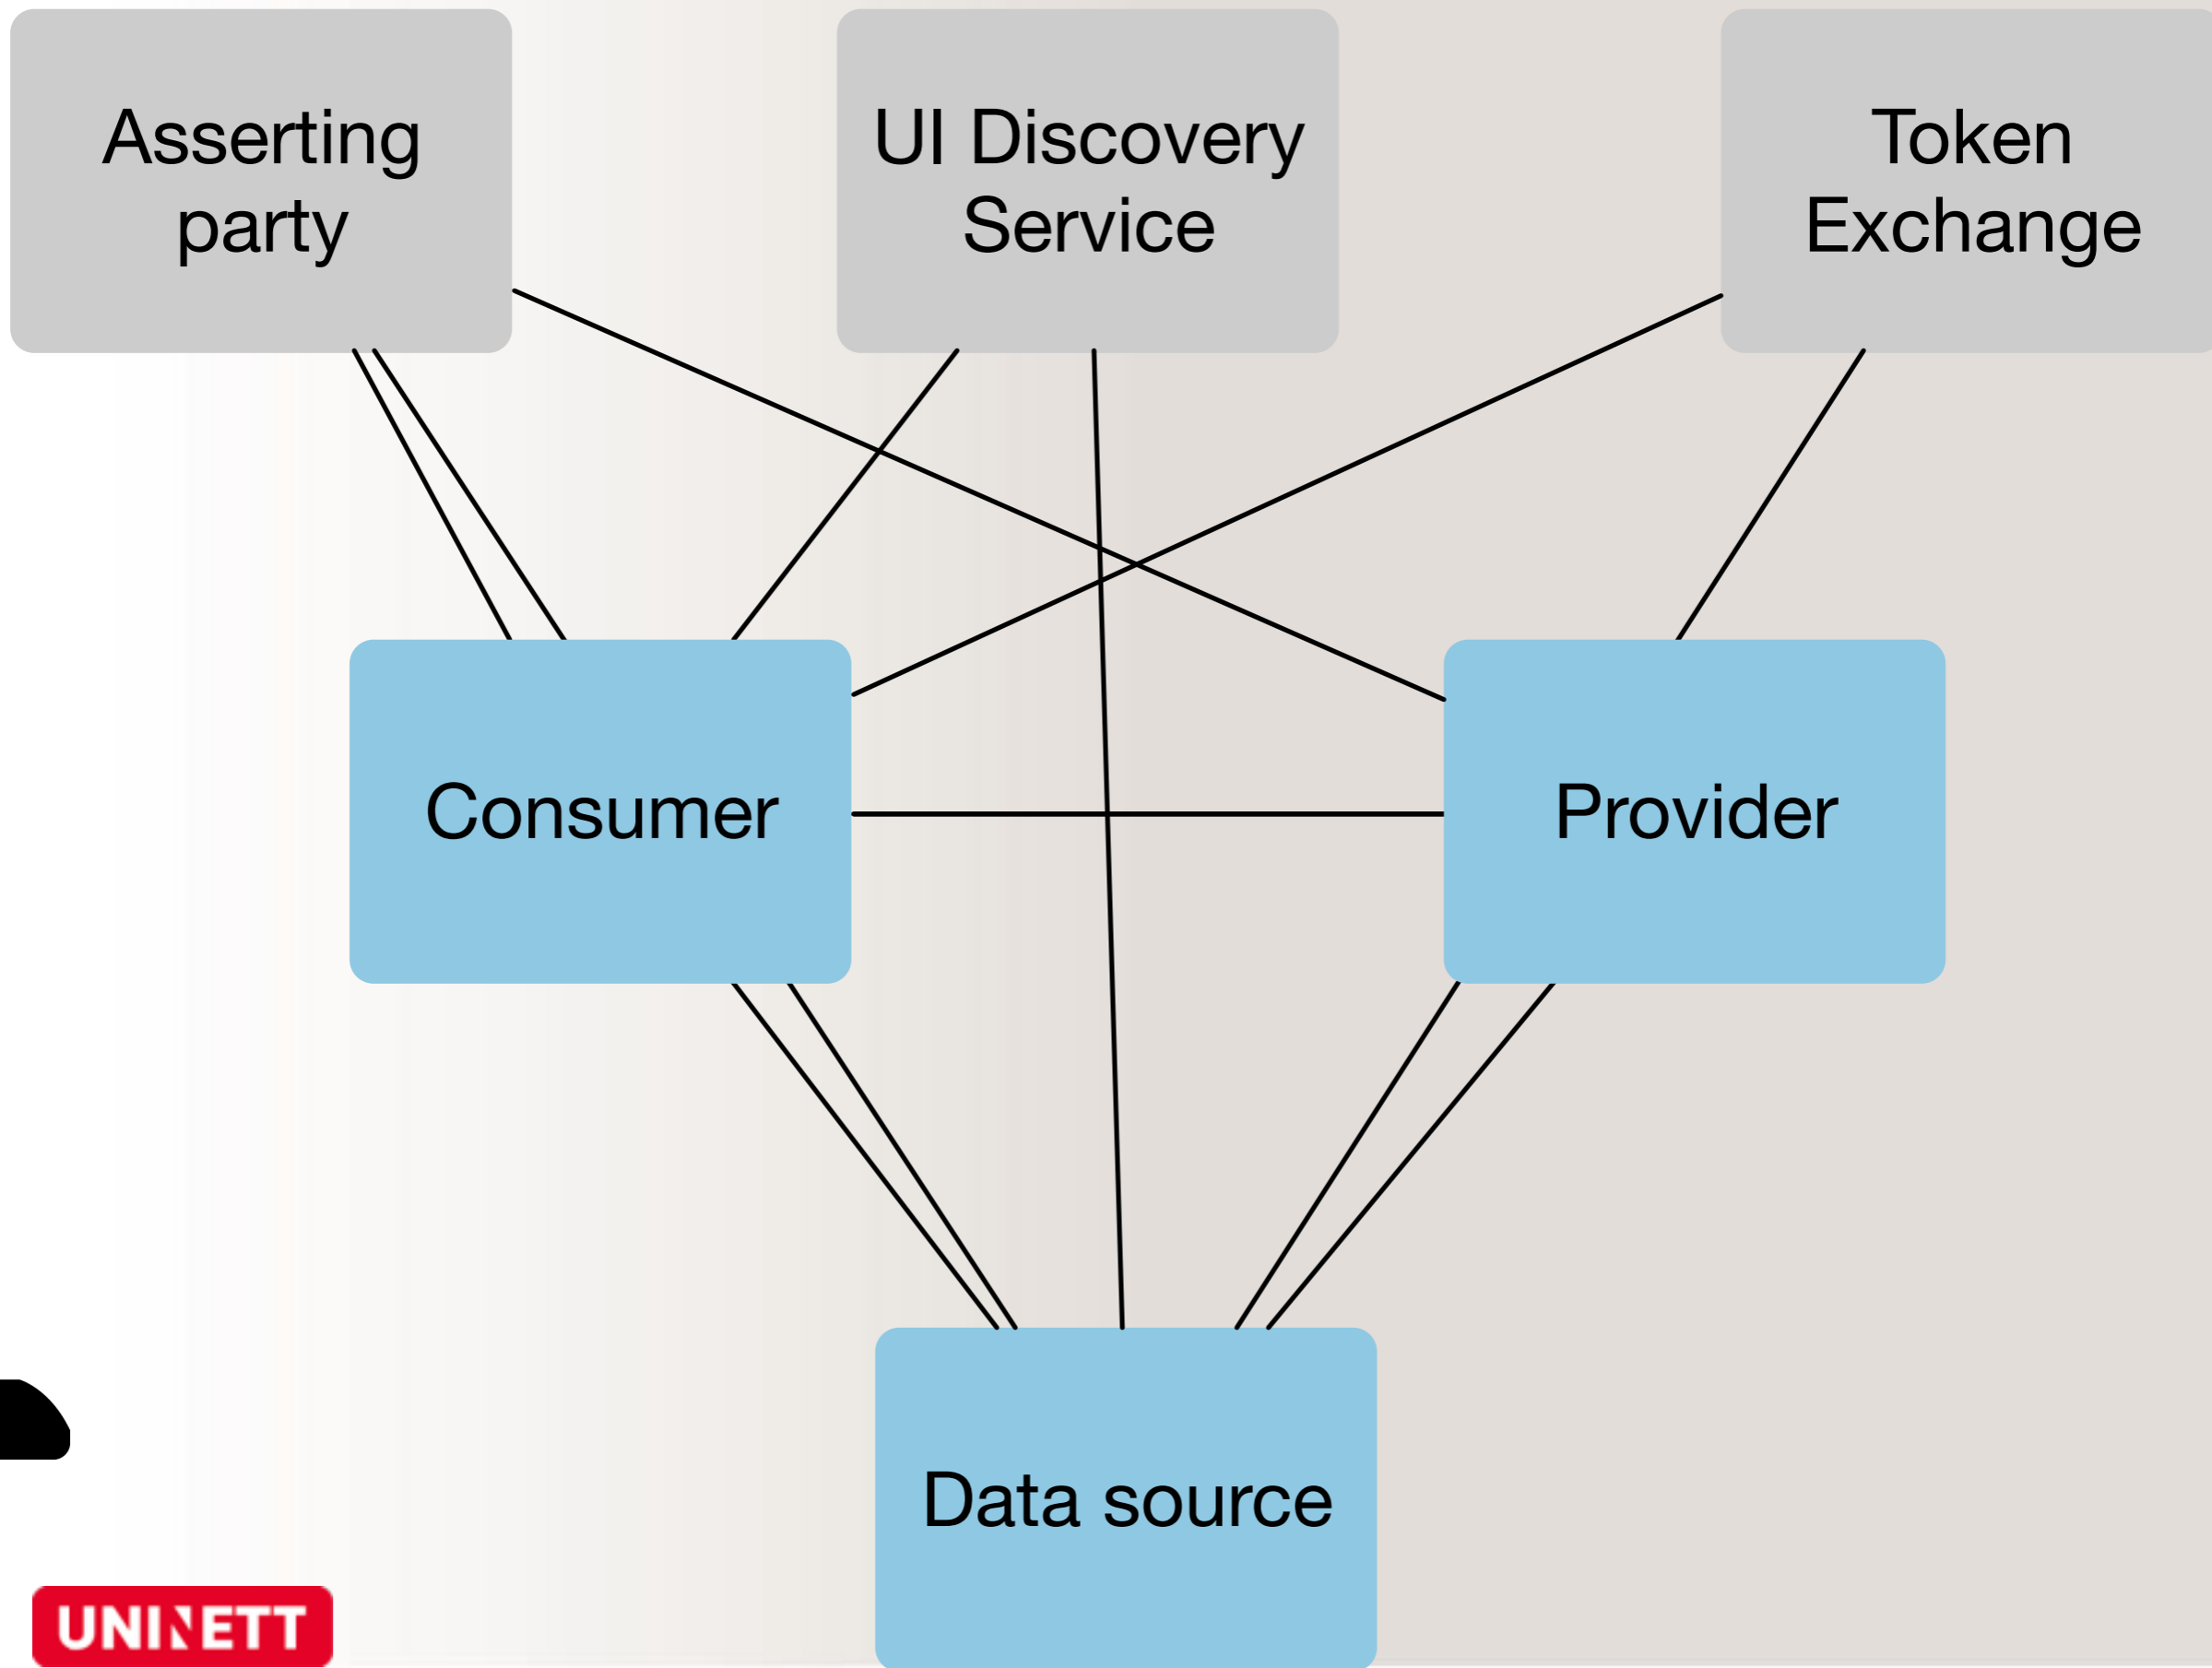 Asserting
party
UI Discovery
Service
Token
Exchange
Consumer
Provider
Data source
UNINETT